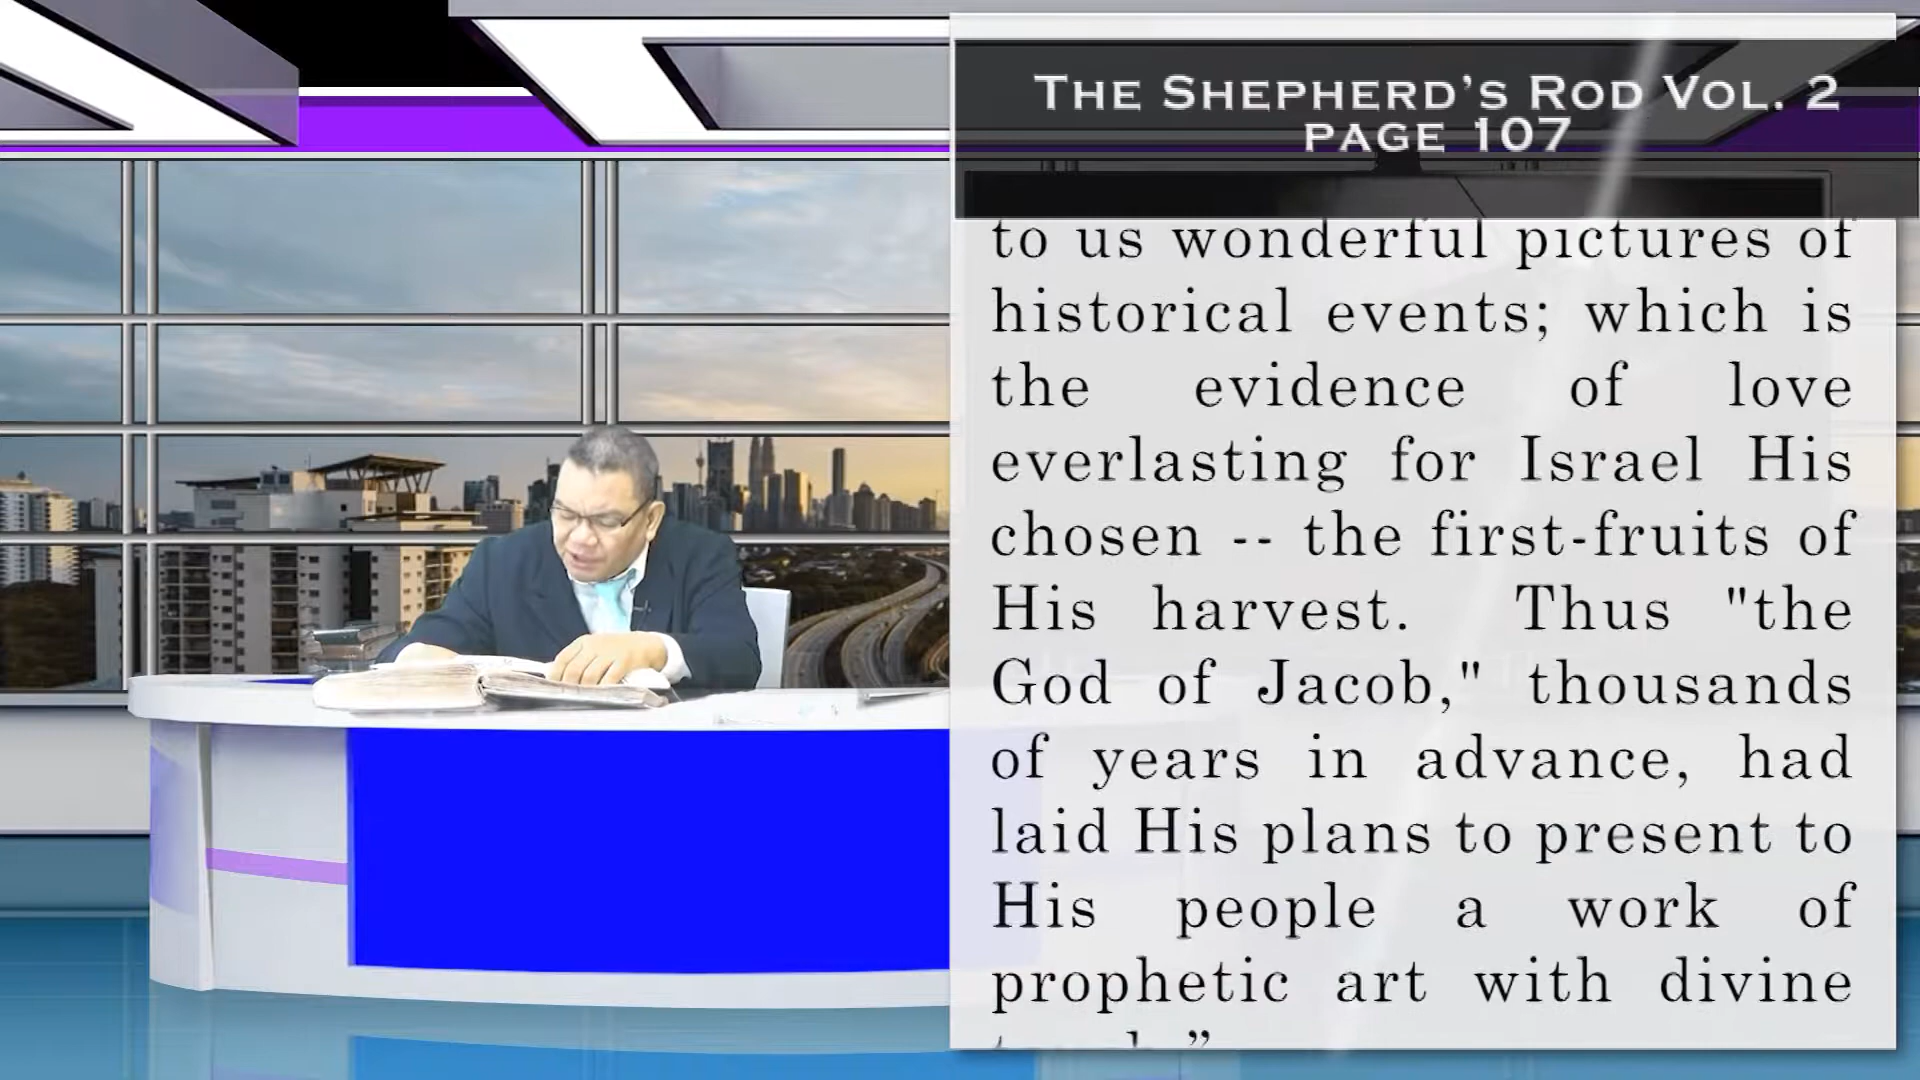 THE SHEPHERD'S ROD VOL. 2
PAGE 107
to us wonderful pictures of
historical events; which is
the evidence of love
everlasting for Israel His
chosen -- the first-fruits of
His harvest. Thus "the
God of Jacob," thousands
of years in advance, had
laid His plans to present to
His people a work of
prophetic art with divine